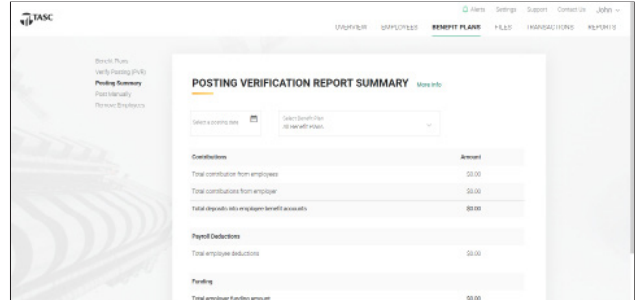 TASC
Alerts Settings Support Contact Us John
OVERVIEW EMPLOYEES BENEFIT PLANS FILES TRANSACTIONS REPORTS
Benefit Plans
Verify Posting (PVR)
Posting Summary
Post Manually
Remove Employees
POSTING VERIFICATION REPORT SUMMARY More Info
Select a posting date
Select Benefit Plan
All Benefit Plans
Contributions Amount
Total contribution from employees $0.00
Total contributions from employer $0.00
Total deposits into employee benefit accounts $0.00
Payroll Deductions
Total employee deductions $0.00
Funding
Total employer funding amount $0.00